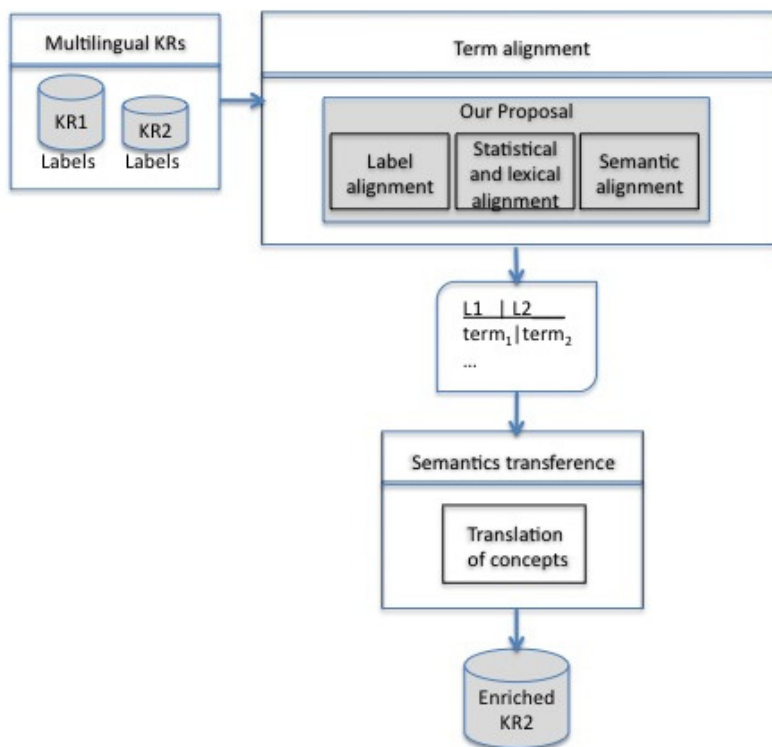 Multilingual KRs
KR1
KR2
Labels
Labels
Term alignment
Our Proposal
Label
alignment
Statistical
and lexical
alignment
Semantic
alignment
L1 | L2
term₁|term₂
...
Semantics transference
Translation
of concepts
Enriched
KR2